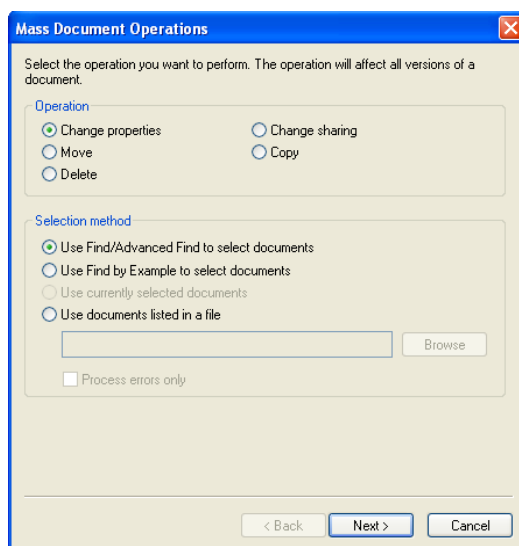 Mass Document Operations
Select the operation you want to perform. The operation will affect all versions of a
document.
Operation
Change properties
Change sharing
Move
Copy
Delete
Selection method
Use Find/Advanced Find to select documents
Use Find by Example to select documents
Use currently selected documents
Use documents listed in a file
Browse
Process errors only
< Back
Next >
Cancel